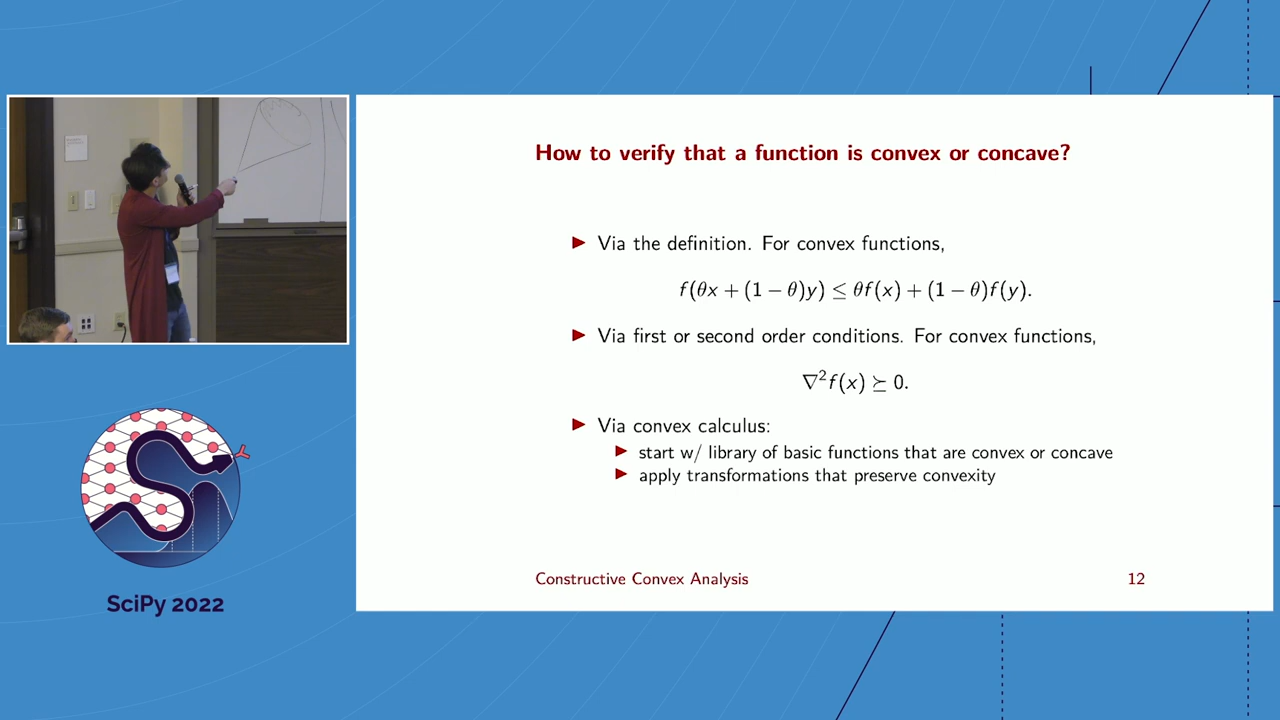 How to verify that a function is convex or concave?
▶ Via the definition. For convex functions,
f(θx + (1 − θ)y) ≤ θf(x) + (1 − θ)f(y).
▶ Via first or second order conditions. For convex functions,
∇²f(x) ⪰ 0.
▶ Via convex calculus:
▶ start w/ library of basic functions that are convex or concave
▶ apply transformations that preserve convexity
Constructive Convex Analysis 12
SciPy 2022